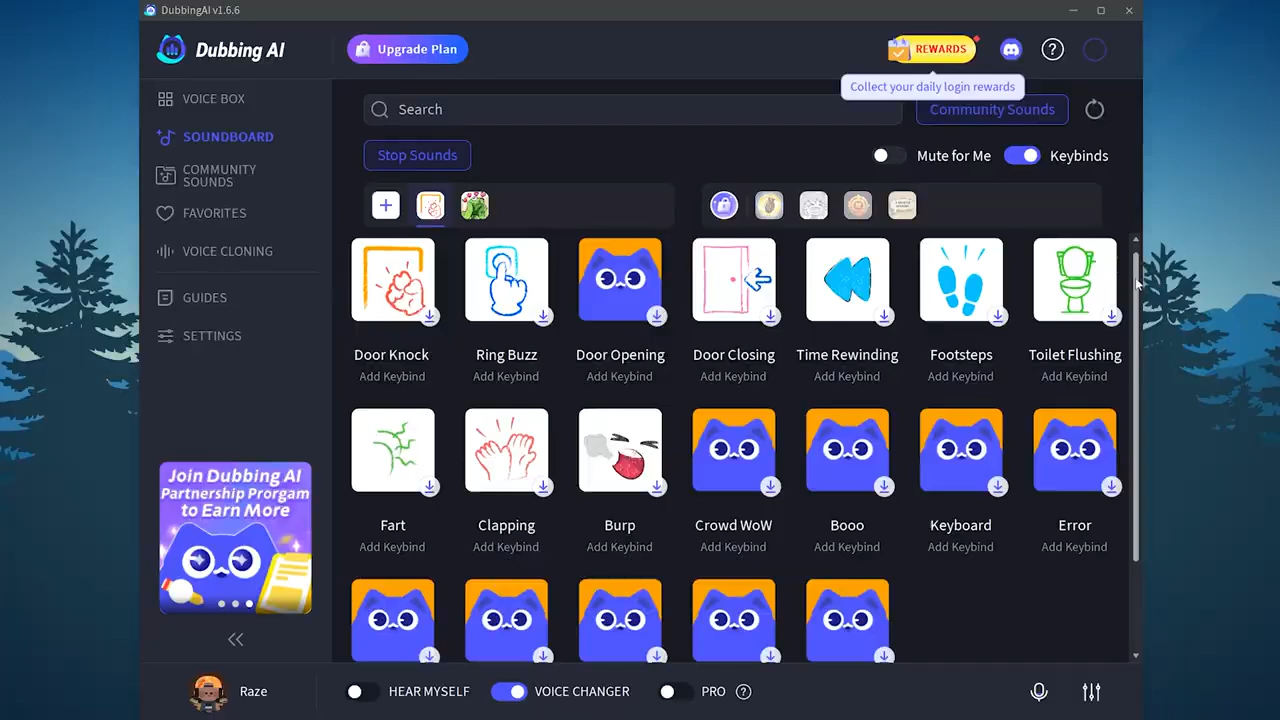 DubbingAI v1.6.6
Dubbing AI
Upgrade Plan
REWARDS
Collect your daily login rewards
VOICE BOX
SOUNDBOARD
COMMUNITY
SOUNDS
FAVORITES
VOICE CLONING
GUIDES
SETTINGS
Join Dubbing AI
Partnership Prorgam
to Earn More
Search
Community Sounds
Stop Sounds
Mute for Me
Keybinds
Door Knock
Ring Buzz
Door Opening
Door Closing
Time Rewinding
Footsteps
Toilet Flushing
Add Keybind
Add Keybind
Add Keybind
Add Keybind
Add Keybind
Add Keybind
Add Keybind
Fart
Clapping
Burp
Crowd WoW
Booo
Keyboard
Error
Add Keybind
Add Keybind
Add Keybind
Add Keybind
Add Keybind
Add Keybind
Add Keybind
Raze
HEAR MYSELF
VOICE CHANGER
PRO